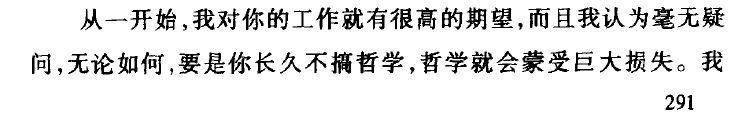 从一开始,我对你的工作就有很高的期望,而且我认为毫无疑
问,无论如何,要是你长久不搞哲学,哲学就会蒙受巨大损失。我
291